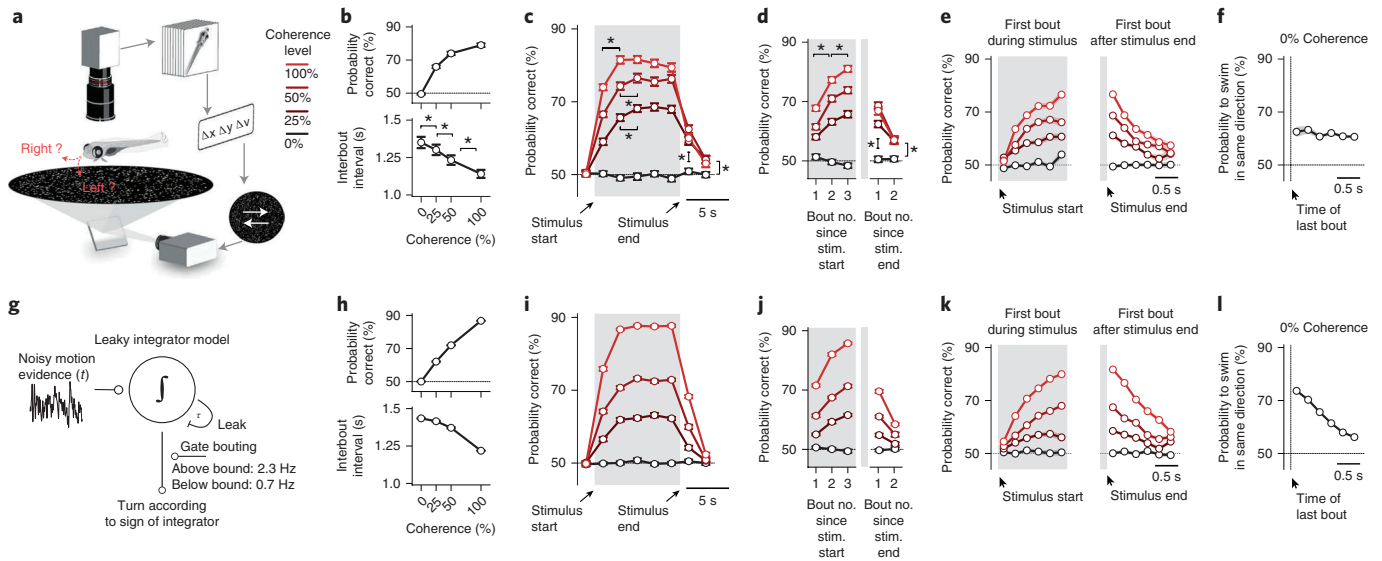 a
Coherence
level
100%
50%
25%
0%
Δx Δy Δv
Right ?
Left ?
b
Probability
correct (%)
90
70
50
Interbout
interval (s)
1.50
1.25
1.00
*
*
*
0
25
50
100
Coherence (%)
c
Probability correct (%)
90
70
50
*
*
*
*
*
Stimulus
start
Stimulus
end
5 s
d
Probability correct (%)
90
70
50
*
*
*
*
1 2 3
1 2
Bout no.
since
stim.
start
Bout no.
since
stim.
end
e
First bout
during stimulus
First bout
after stimulus end
Probability correct (%)
90
70
50
0.5 s
Stimulus start
Stimulus end
f
0% Coherence
Probability to swim
in same direction (%)
90
70
50
0.5 s
Time of
last bout
g
Leaky integrator model
Noisy motion
evidence (t)
∫
τ
Leak
Gate bouting
Above bound: 2.3 Hz
Below bound: 0.7 Hz
Turn according
to sign of integrator
h
Probability
correct (%)
90
70
50
Interbout
interval (s)
1.50
1.25
1.00
0
25
50
100
Coherence (%)
i
Probability correct (%)
90
70
50
Stimulus
start
Stimulus
end
5 s
j
Probability correct (%)
90
70
50
1 2 3
1 2
Bout no.
since
stim.
start
Bout no.
since
stim.
end
k
First bout
during stimulus
First bout
after stimulus end
Probability correct (%)
90
70
50
0.5 s
Stimulus start
Stimulus end
l
0% Coherence
Probability to swim
in same direction (%)
90
70
50
0.5 s
Time of
last bout